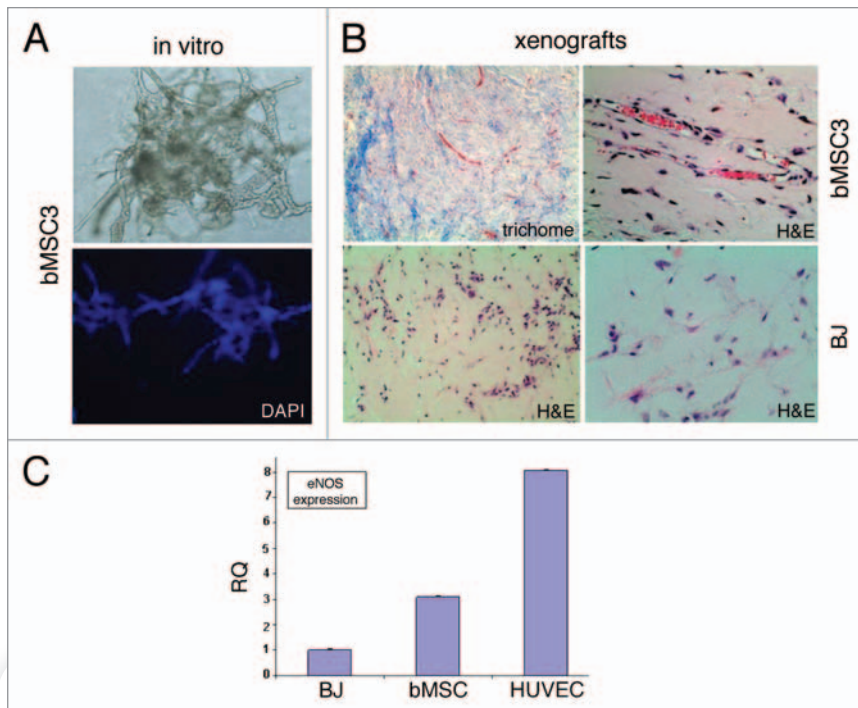 A
in vitro
bMSC3
DAPI
B
xenografts
trichome
H&E
bMSC3
H&E
H&E
BJ
C
eNOS
expression
RQ
8
7
6
5
4
3
2
1
0
BJ
bMSC
HUVEC